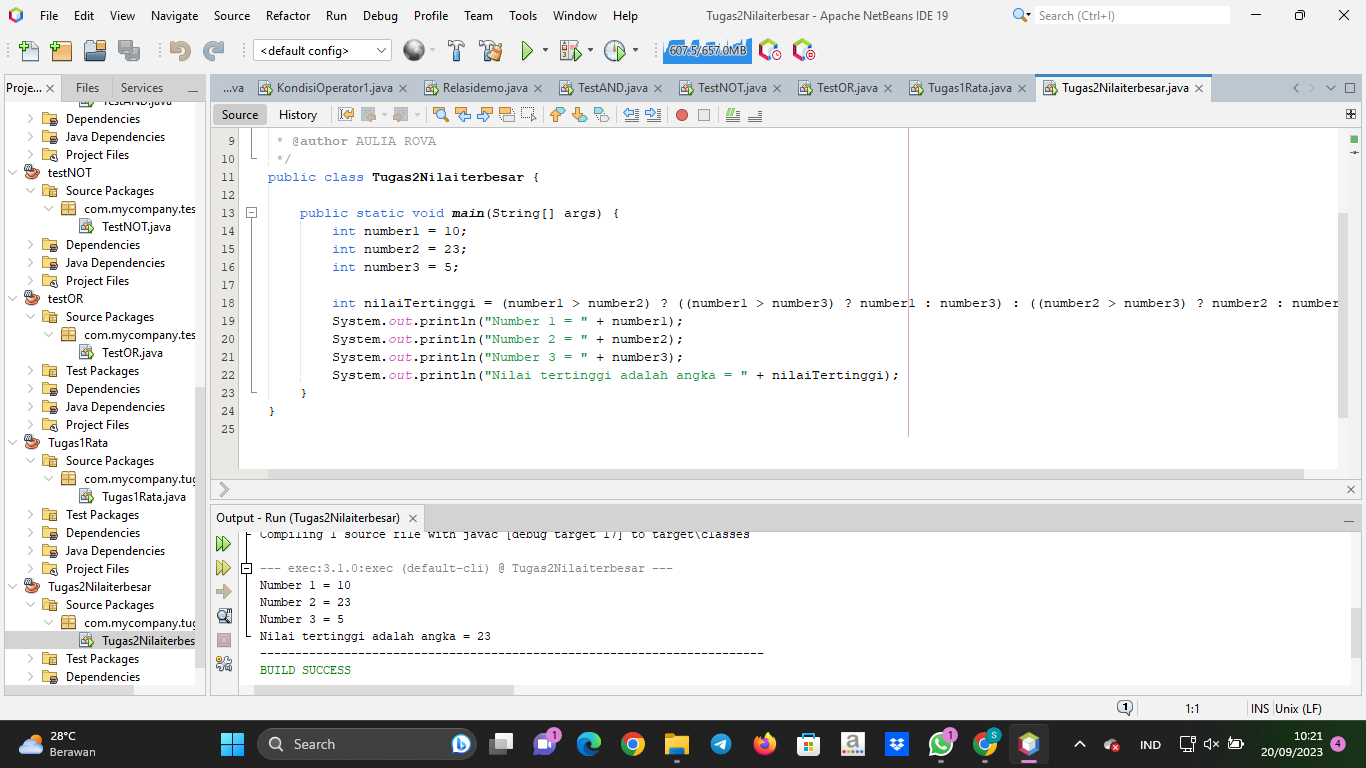 File Edit View Navigate Source Refactor Run Debug Profile Team Tools Window Help Tugas2Nilaiterbesar - Apache NetBeans IDE 19 Search (Ctrl+I)
<default config> 607.5/657.0MB
Proje... Files Services
...va KondisiOperator1.java Relasidemo.java TestAND.java TestNOT.java TestOR.java Tugas1Rata.java Tugas2Nilaiterbesar.java
Source History
TestAND.java
Dependencies
Java Dependencies
Project Files
testNOT
Source Packages
com.mycompany.tes
TestNOT.java
Dependencies
Java Dependencies
Project Files
testOR
Source Packages
com.mycompany.tes
TestOR.java
Test Packages
Dependencies
Java Dependencies
Project Files
Tugas1Rata
Source Packages
com.mycompany.tug
Tugas1Rata.java
Test Packages
Dependencies
Java Dependencies
Project Files
Tugas2Nilaiterbesar
Source Packages
com.mycompany.tug
Tugas2Nilaiterbes
Test Packages
Dependencies
9 * @author AULIA ROVA
10 */
11 public class Tugas2Nilaiterbesar {
12
13 public static void main(String[] args) {
14 int number1 = 10;
15 int number2 = 23;
16 int number3 = 5;
17
18 int nilaiTertinggi = (number1 > number2) ? ((number1 > number3) ? number1 : number3) : ((number2 > number3) ? number2 : number
19 System.out.println("Number 1 = " + number1);
20 System.out.println("Number 2 = " + number2);
21 System.out.println("Number 3 = " + number3);
22 System.out.println("Nilai tertinggi adalah angka = " + nilaiTertinggi);
23 }
24 }
25
Output - Run (Tugas2Nilaiterbesar)
Compiling 1 source file with javac [debug target 17] to target\classes
--- exec:3.1.0:exec (default-cli) @ Tugas2Nilaiterbesar ---
Number 1 = 10
Number 2 = 23
Number 3 = 5
Nilai tertinggi adalah angka = 23
------------------------------------------------------------------------
BUILD SUCCESS
1 1:1 INS Unix (LF)
28°C
Berawan
Search
1
a
1
S
IND
10:21
20/09/2023
4